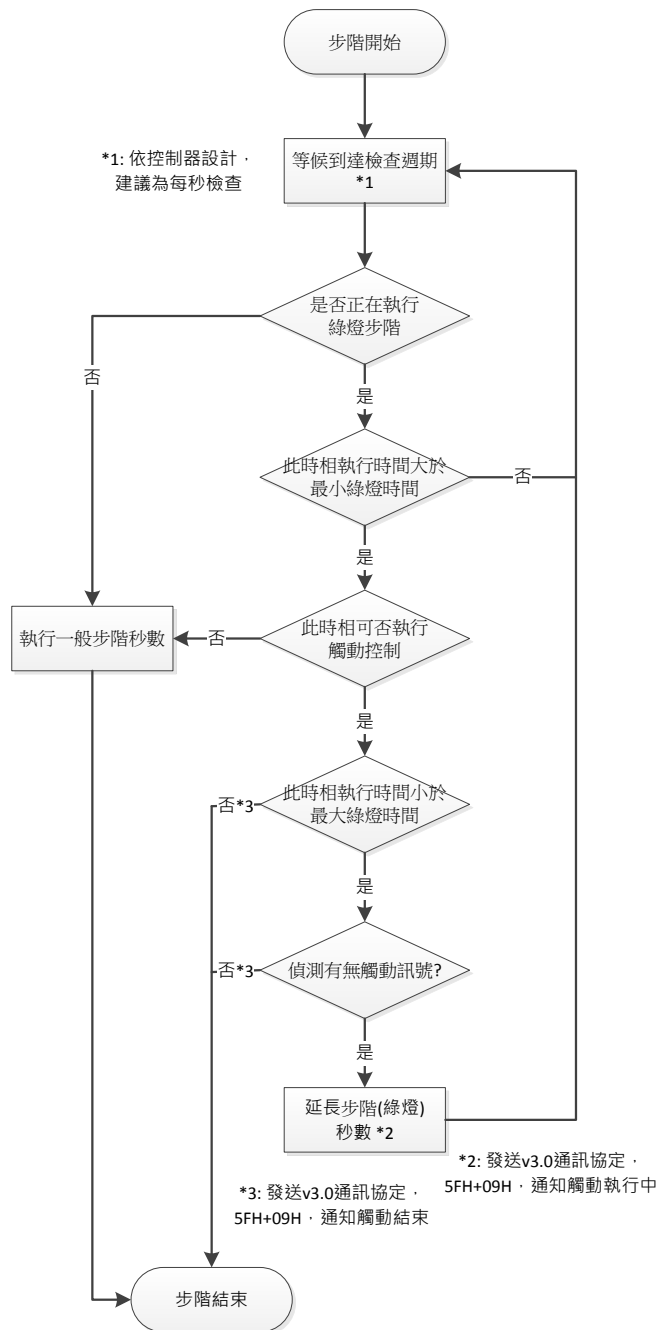 步階開始
*1: 依控制器設計，
建議為每秒檢查
等候到達檢查週期
*1
是否正在執行
綠燈步階
否
是
此時相執行時間大於
最小綠燈時間
否
是
執行一般步階秒數
否
此時相可否執行
觸動控制
是
否*3
此時相執行時間小於
最大綠燈時間
是
否*3
偵測有無觸動訊號?
是
延長步階(綠燈)
秒數 *2
*2: 發送v3.0通訊協定，
5FH+09H，通知觸動執行中
*3: 發送v3.0通訊協定，
5FH+09H，通知觸動結束
步階結束